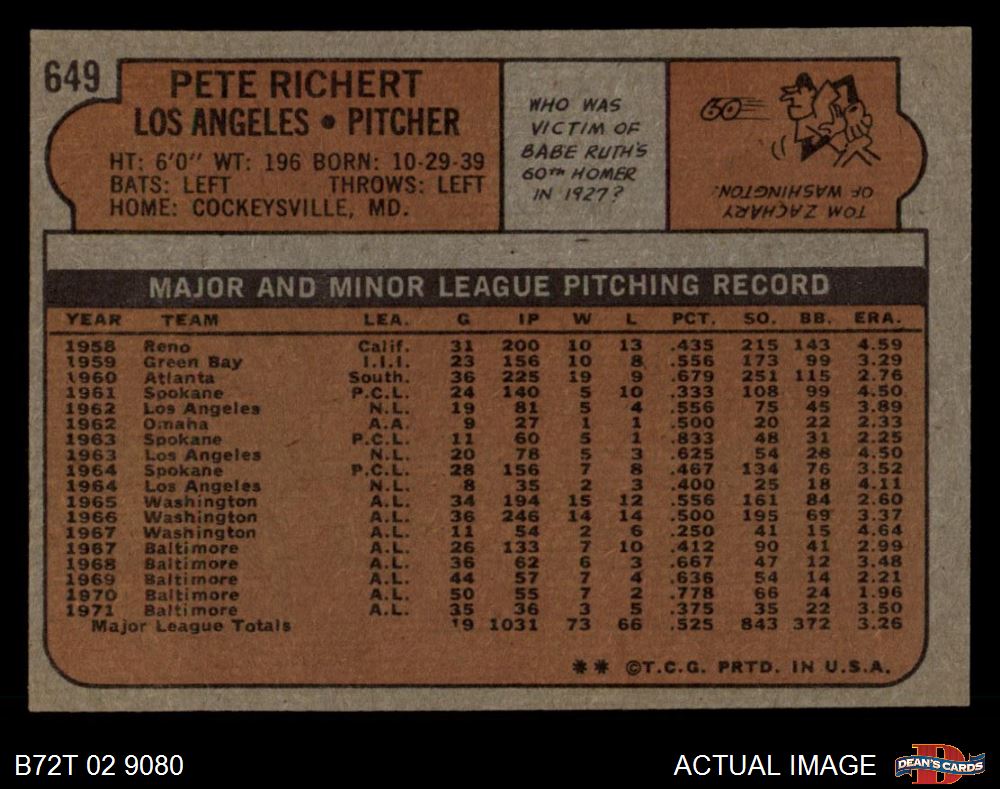 649
PETE RICHERT
LOS ANGELES • PITCHER
HT: 6'0" WT: 196 BORN: 10-29-39
BATS: LEFT THROWS: LEFT
HOME: COCKEYSVILLE, MD.
WHO WAS
VICTIM OF
BABE RUTH'S
60TH HOMER
IN 1927?
60
TOM ZACHARY
OF WASHINGTON.
MAJOR AND MINOR LEAGUE PITCHING RECORD
YEAR TEAM LEA. G IP W L PCT. SO. BB. ERA.
1958 Reno Calif. 31 200 10 13 .435 215 143 4.59
1959 Green Bay I.I.I. 23 156 10 8 .556 173 99 3.29
1960 Atlanta South. 36 225 19 9 .679 251 115 2.76
1961 Spokane P.C.L. 24 140 5 10 .333 108 99 4.50
1962 Los Angeles N.L. 19 81 5 4 .556 75 45 3.89
1962 Omaha A.A. 9 27 1 1 .500 20 22 2.33
1963 Spokane P.C.L. 11 60 5 1 .833 48 31 2.25
1963 Los Angeles N.L. 20 78 5 3 .625 54 28 4.50
1964 Spokane P.C.L. 28 156 7 8 .467 134 76 3.52
1964 Los Angeles N.L. 8 35 2 3 .400 25 18 4.11
1965 Washington A.L. 34 194 15 12 .556 161 84 2.60
1966 Washington A.L. 36 246 14 14 .500 195 69 3.37
1967 Washington A.L. 11 54 2 6 .250 41 15 4.64
1967 Baltimore A.L. 26 133 7 10 .412 90 41 2.99
1968 Baltimore A.L. 36 62 6 3 .667 47 12 3.48
1969 Baltimore A.L. 44 57 7 4 .636 54 14 2.21
1970 Baltimore A.L. 50 55 7 2 .778 66 24 1.96
1971 Baltimore A.L. 35 36 3 5 .375 35 22 3.50
Major League Totals 19 1031 73 66 .525 843 372 3.26
** ©T.C.G. PRTD. IN U.S.A.
B72T 02 9080
ACTUAL IMAGE
D
DEAN'S CARDS